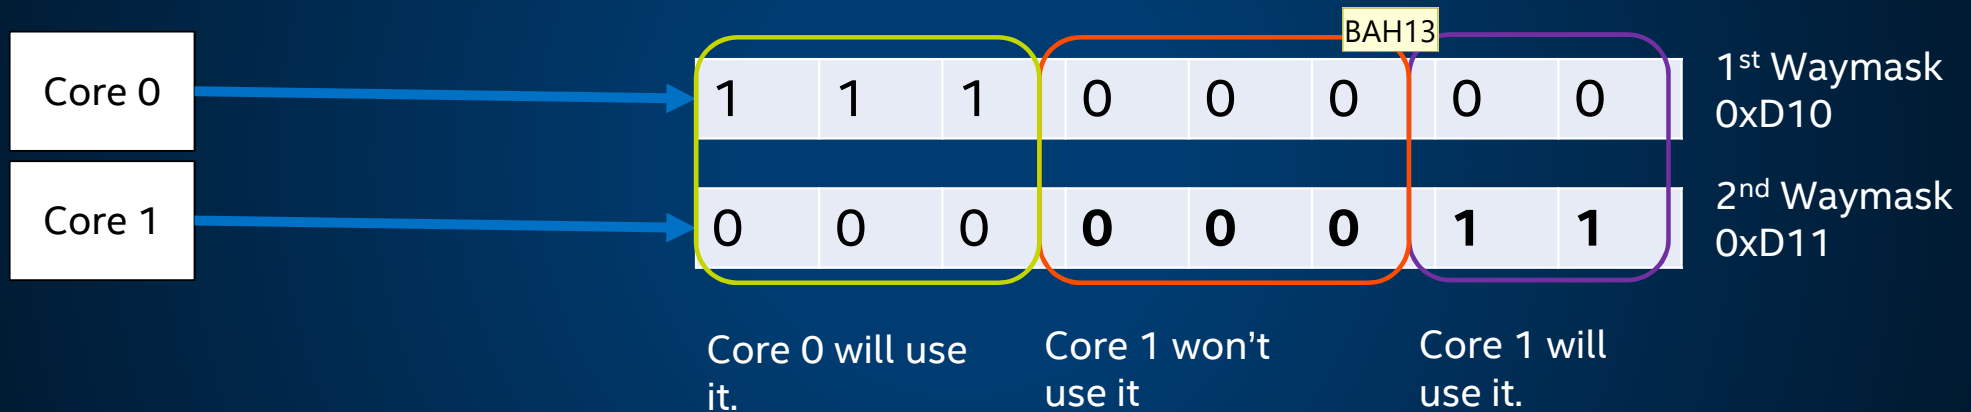 BAH13
Core 0
1 1 1 0 0 0 0 0
1st Waymask
0xD10
Core 1
0 0 0 0 0 0 1 1
2nd Waymask
0xD11
Core 0 will use
it.
Core 1 won't
use it
Core 1 will
use it.